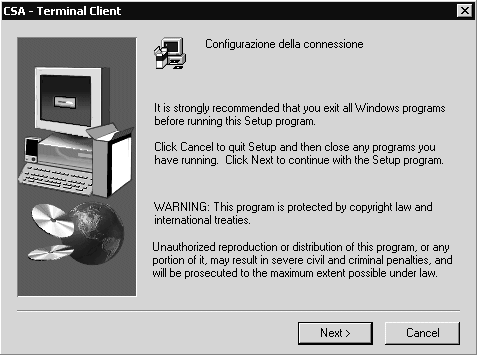 CSA - Terminal Client
Configurazione della connessione
It is strongly recommended that you exit all Windows programs
before running this Setup program.
Click Cancel to quit Setup and then close any programs you
have running. Click Next to continue with the Setup program.
WARNING: This program is protected by copyright law and
international treaties.
Unauthorized reproduction or distribution of this program, or any
portion of it, may result in severe civil and criminal penalties, and
will be prosecuted to the maximum extent possible under law.
Next >
Cancel